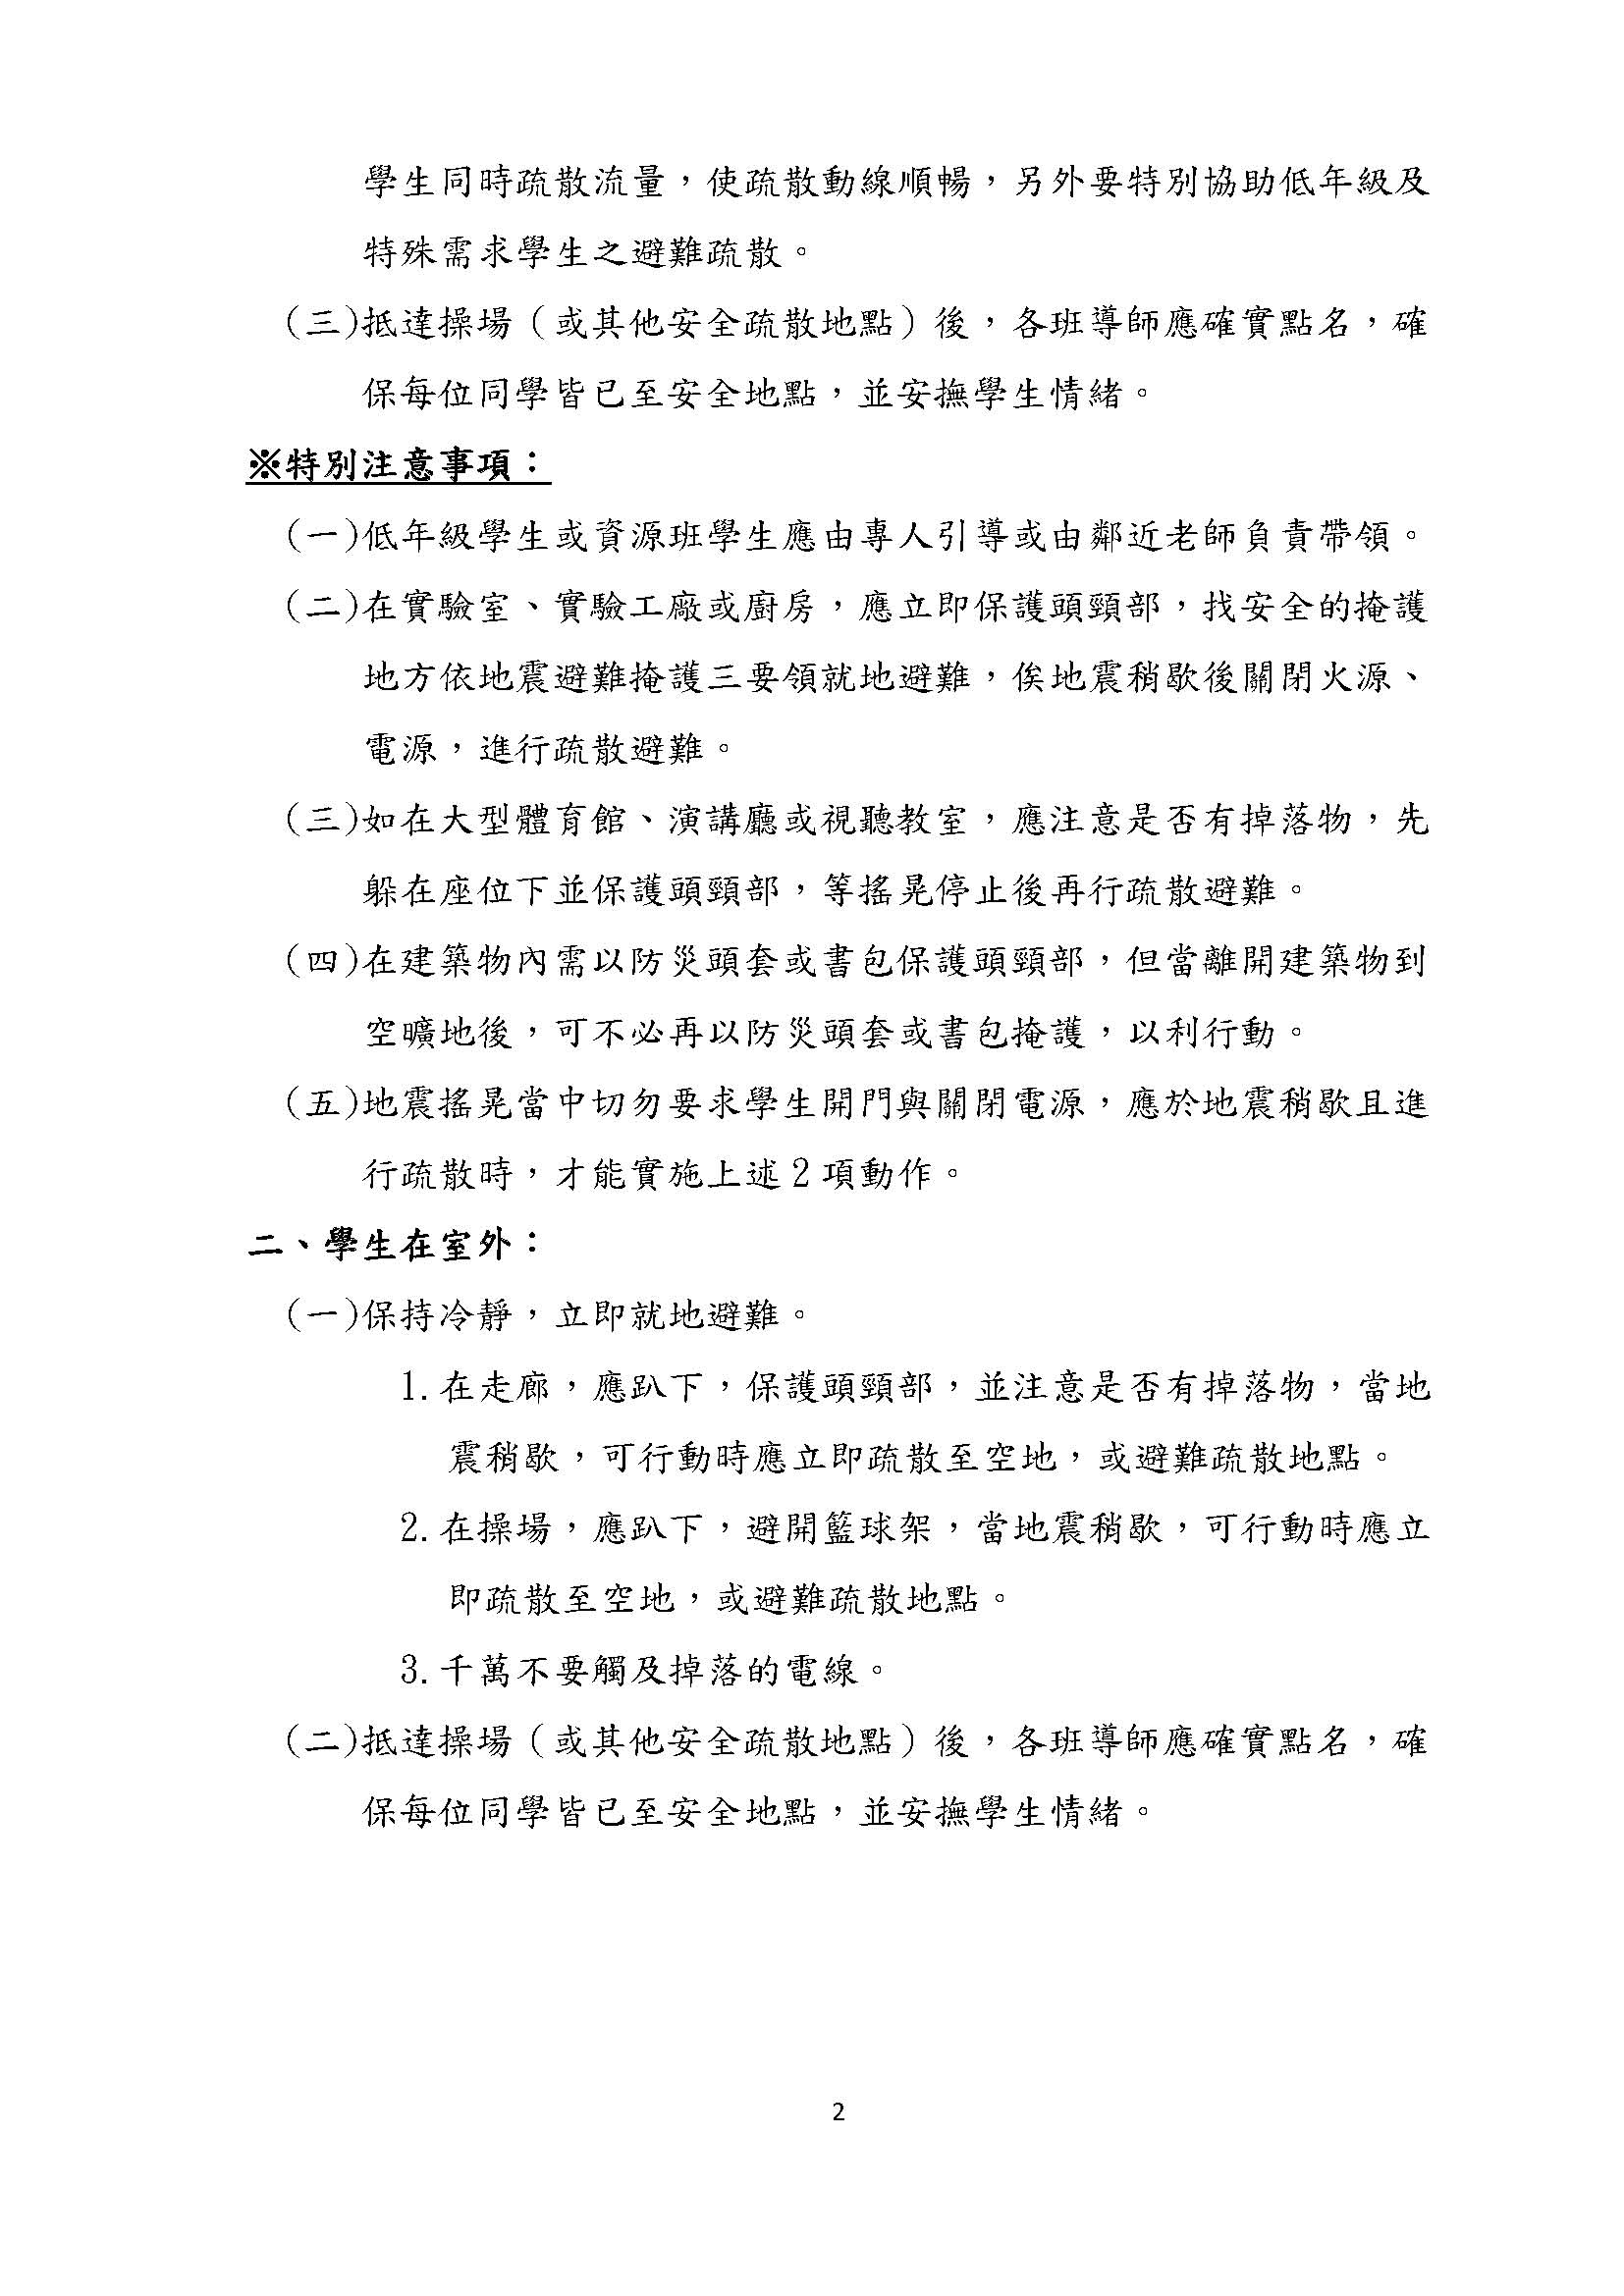 學生同時疏散流量，使疏散動線順暢，另外要特別協助低年級及
特殊需求學生之避難疏散。
(三)抵達操場（或其他安全疏散地點）後，各班導師應確實點名，確
保每位同學皆已至安全地點，並安撫學生情緒。
※特別注意事項：
(一)低年級學生或資源班學生應由專人引導或由鄰近老師負責帶領。
(二)在實驗室、實驗工廠或廚房，應立即保護頭頸部，找安全的掩護
地方依地震避難掩護三要領就地避難，俟地震稍歇後關閉火源、
電源，進行疏散避難。
(三)如在大型體育館、演講廳或視聽教室，應注意是否有掉落物，先
躲在座位下並保護頭頸部，等搖晃停止後再行疏散避難。
(四)在建築物內需以防災頭套或書包保護頭頸部，但當離開建築物到
空曠地後，可不必再以防災頭套或書包掩護，以利行動。
(五)地震搖晃當中切勿要求學生開門與關閉電源，應於地震稍歇且進
行疏散時，才能實施上述2項動作。
二、學生在室外：
(一)保持冷靜，立即就地避難。
1.在走廊，應趴下，保護頭頸部，並注意是否有掉落物，當地
震稍歇，可行動時應立即疏散至空地，或避難疏散地點。
2.在操場，應趴下，避開籃球架，當地震稍歇，可行動時應立
即疏散至空地，或避難疏散地點。
3.千萬不要觸及掉落的電線。
(二)抵達操場（或其他安全疏散地點）後，各班導師應確實點名，確
保每位同學皆已至安全地點，並安撫學生情緒。
2